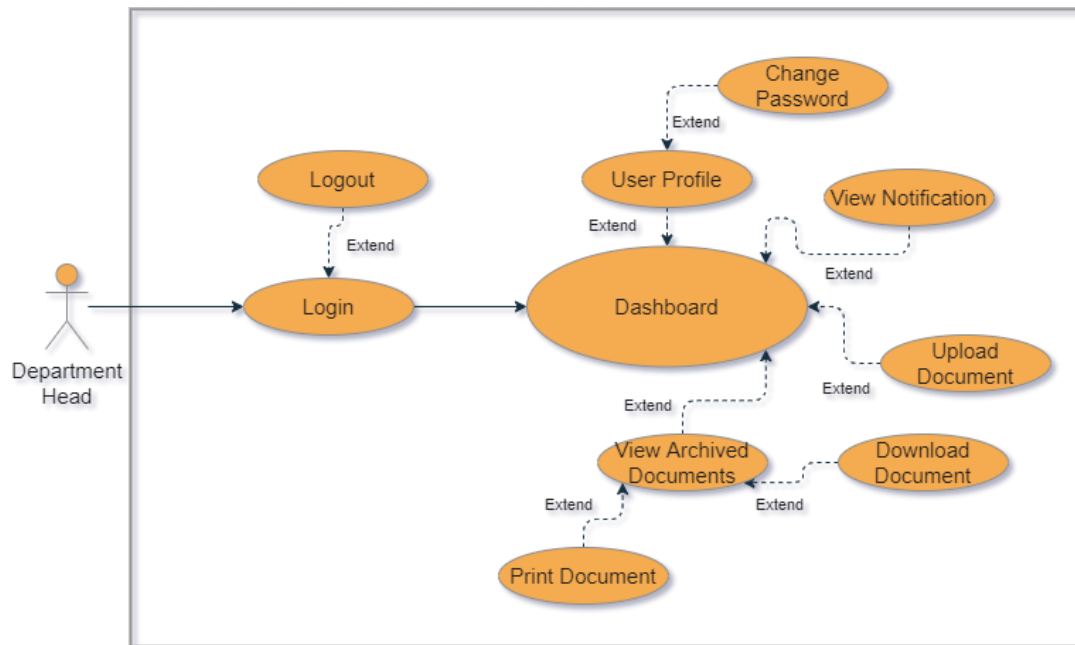 Change
Password
Extend
Logout
User Profile
View Notification
Extend
Extend
Extend
Login
Dashboard
Department
Head
Upload
Document
Extend
Extend
View Archived
Documents
Download
Document
Extend
Extend
Print Document